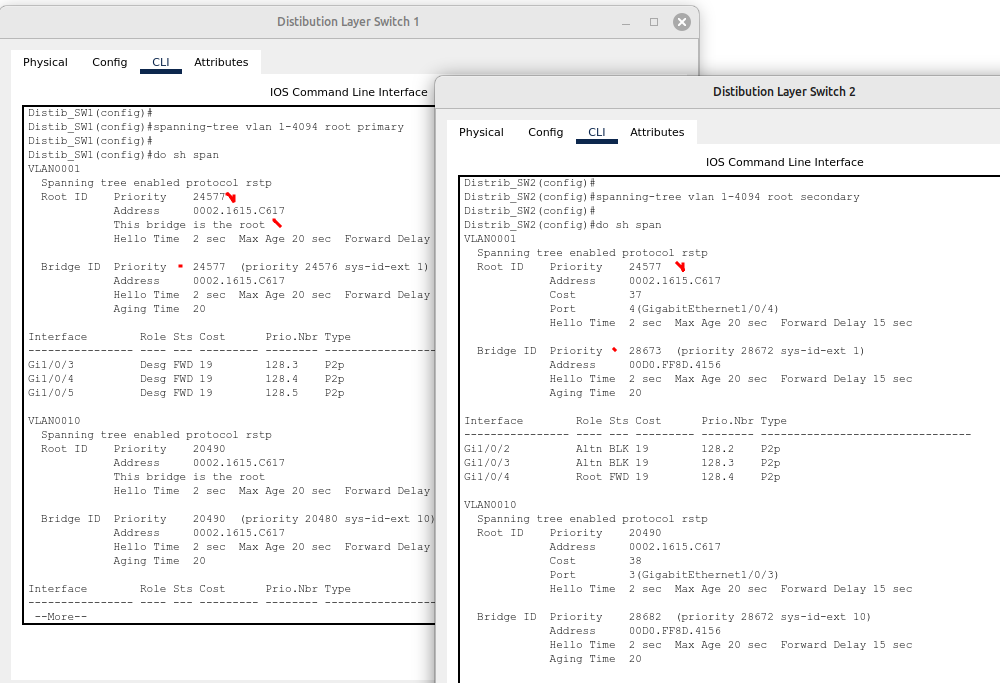 Distibution Layer Switch 1
Physical Config CLI Attributes
IOS Command Line Interface
Distib_SW1(config)#
Distib_SW1(config)#spanning-tree vlan 1-4094 root primary
Distib_SW1(config)#
Distib_SW1(config)#do sh span
VLAN0001
Spanning tree enabled protocol rstp
Root ID Priority 24577
Address 0002.1615.C617
This bridge is the root
Hello Time 2 sec Max Age 20 sec Forward Delay
Bridge ID Priority 24577 (priority 24576 sys-id-ext 1)
Address 0002.1615.C617
Hello Time 2 sec Max Age 20 sec Forward Delay
Aging Time 20
Interface Role Sts Cost Prio.Nbr Type
---------------- ---- --- --------- -------- --------------------------------
Gi1/0/3 Desg FWD 19 128.3 P2p
Gi1/0/4 Desg FWD 19 128.4 P2p
Gi1/0/5 Desg FWD 19 128.5 P2p
VLAN0010
Spanning tree enabled protocol rstp
Root ID Priority 20490
Address 0002.1615.C617
This bridge is the root
Hello Time 2 sec Max Age 20 sec Forward Delay
Bridge ID Priority 20490 (priority 20480 sys-id-ext 10)
Address 0002.1615.C617
Hello Time 2 sec Max Age 20 sec Forward Delay
Aging Time 20
Interface Role Sts Cost Prio.Nbr Type
---------------- ---- --- --------- -------- --------------------------------
--More--
Distibution Layer Switch 2
Physical Config CLI Attributes
IOS Command Line Interface
Distrib_SW2(config)#
Distrib_SW2(config)#spanning-tree vlan 1-4094 root secondary
Distrib_SW2(config)#
Distrib_SW2(config)#do sh span
VLAN0001
Spanning tree enabled protocol rstp
Root ID Priority 24577
Address 0002.1615.C617
Cost 37
Port 4(GigabitEthernet1/0/4)
Hello Time 2 sec Max Age 20 sec Forward Delay 15 sec
Bridge ID Priority 28673 (priority 28672 sys-id-ext 1)
Address 00D0.FF8D.4156
Hello Time 2 sec Max Age 20 sec Forward Delay 15 sec
Aging Time 20
Interface Role Sts Cost Prio.Nbr Type
---------------- ---- --- --------- -------- --------------------------------
Gi1/0/2 Altn BLK 19 128.2 P2p
Gi1/0/3 Altn BLK 19 128.3 P2p
Gi1/0/4 Root FWD 19 128.4 P2p
VLAN0010
Spanning tree enabled protocol rstp
Root ID Priority 20490
Address 0002.1615.C617
Cost 38
Port 3(GigabitEthernet1/0/3)
Hello Time 2 sec Max Age 20 sec Forward Delay 15 sec
Bridge ID Priority 28682 (priority 28672 sys-id-ext 10)
Address 00D0.FF8D.4156
Hello Time 2 sec Max Age 20 sec Forward Delay 15 sec
Aging Time 20